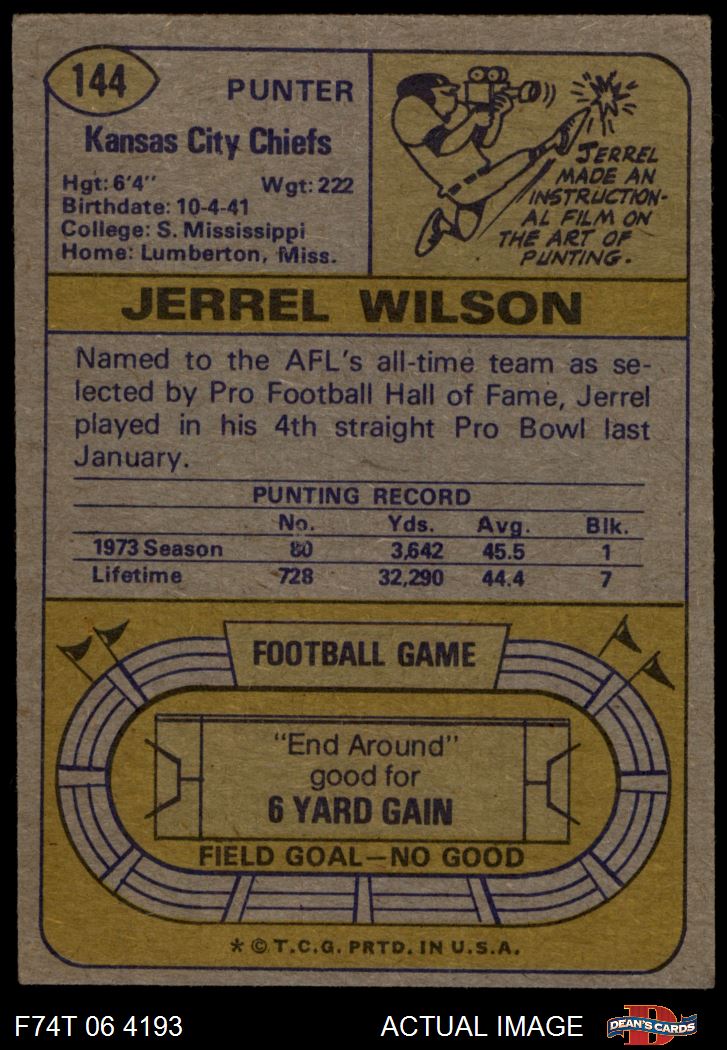 144
PUNTER
Kansas City Chiefs
Hgt: 6'4" Wgt: 222
Birthdate: 10-4-41
College: S. Mississippi
Home: Lumberton, Miss.
JERREL
MADE AN
INSTRUCTION-
AL FILM ON
THE ART OF
PUNTING.
JERREL WILSON
Named to the AFL's all-time team as se-
lected by Pro Football Hall of Fame, Jerrel
played in his 4th straight Pro Bowl last
January.
PUNTING RECORD
No. Yds. Avg. Blk.
1973 Season 80 3,642 45.5 1
Lifetime 728 32,290 44.4 7
FOOTBALL GAME
"End Around"
good for
6 YARD GAIN
FIELD GOAL—NO GOOD
* © T.C.G. PRTD. IN U.S.A.
F74T 06 4193 ACTUAL IMAGE
DEAN'S CARDS